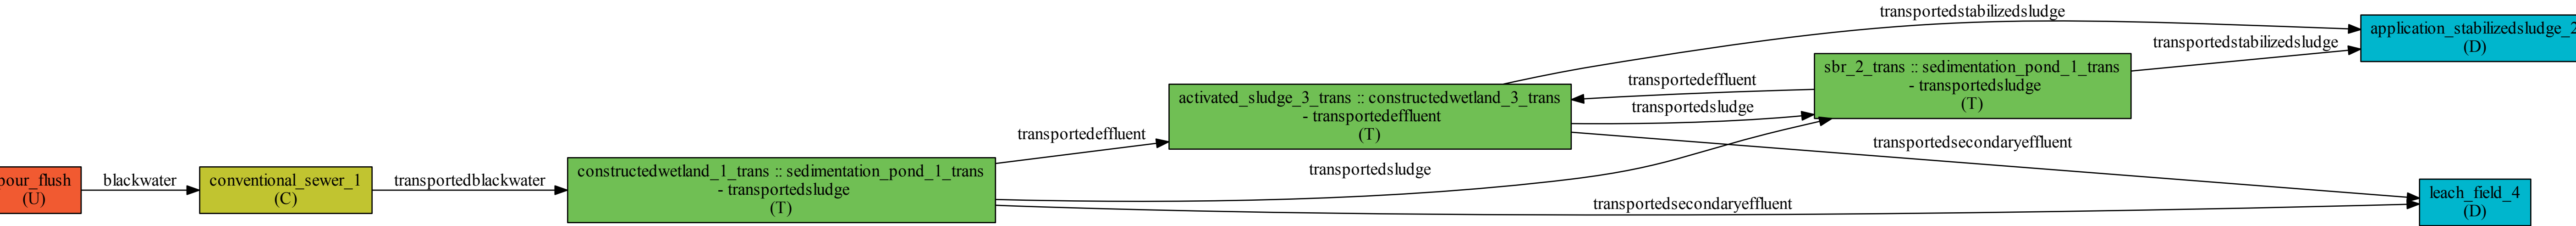 pour_flush
(U)
blackwater
conventional_sewer_1
(C)
transportedblackwater
constructedwetland_1_trans :: sedimentation_pond_1_trans
- transportedsludge
(T)
transportedeffluent
activated_sludge_3_trans :: constructedwetland_3_trans
- transportedeffluent
(T)
transportedsludge
transportedsecondaryeffluent
transportedeffluent
transportedsludge
sbr_2_trans :: sedimentation_pond_1_trans
- transportedsludge
(T)
transportedstabilizedsludge
transportedstabilizedsludge
transportedsecondaryeffluent
application_stabilizedsludge_2
(D)
leach_field_4
(D)